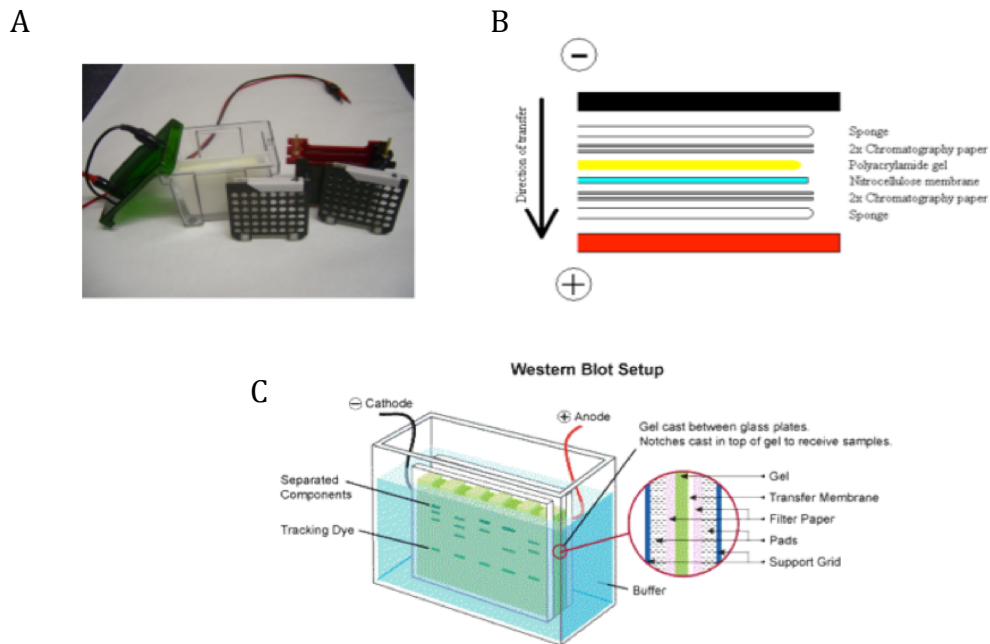 A
B
−
Direction of transfer
Sponge
2x Chromatography paper
Polyacrylamide gel
Nitrocellulose membrane
2x Chromatography paper
Sponge
+
Western Blot Setup
C
− Cathode
+ Anode
Gel cast between glass plates.
Notches cast in top of gel to receive samples.
Separated
Components
Tracking Dye
Gel
Transfer Membrane
Filter Paper
Pads
Support Grid
Buffer